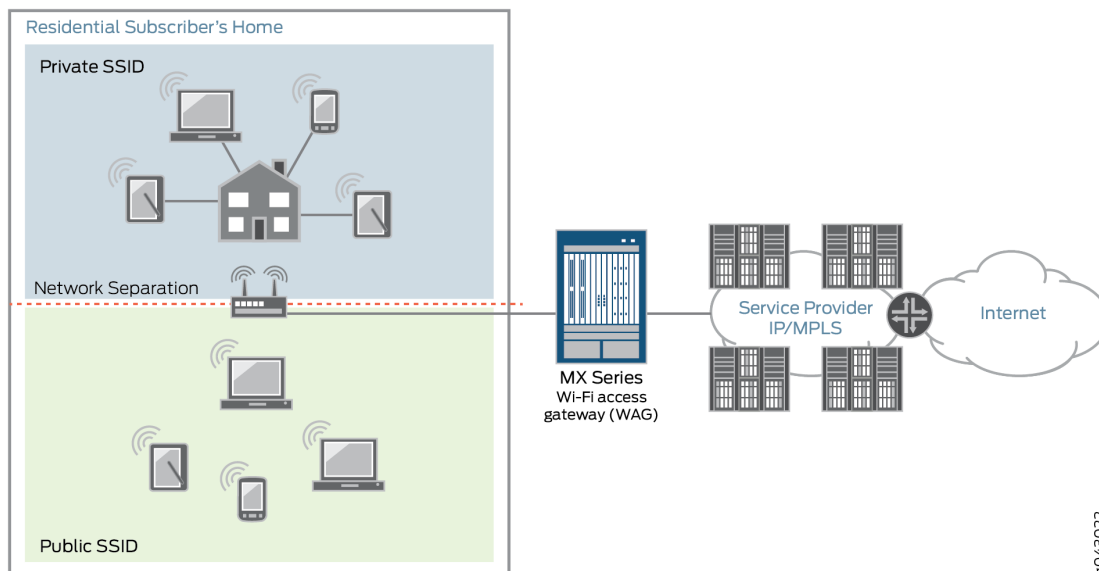 Residential Subscriber's Home
Private SSID
Network Separation
Public SSID
MX Series
Wi-Fi access
gateway (WAG)
Service Provider
IP/MPLS
Internet